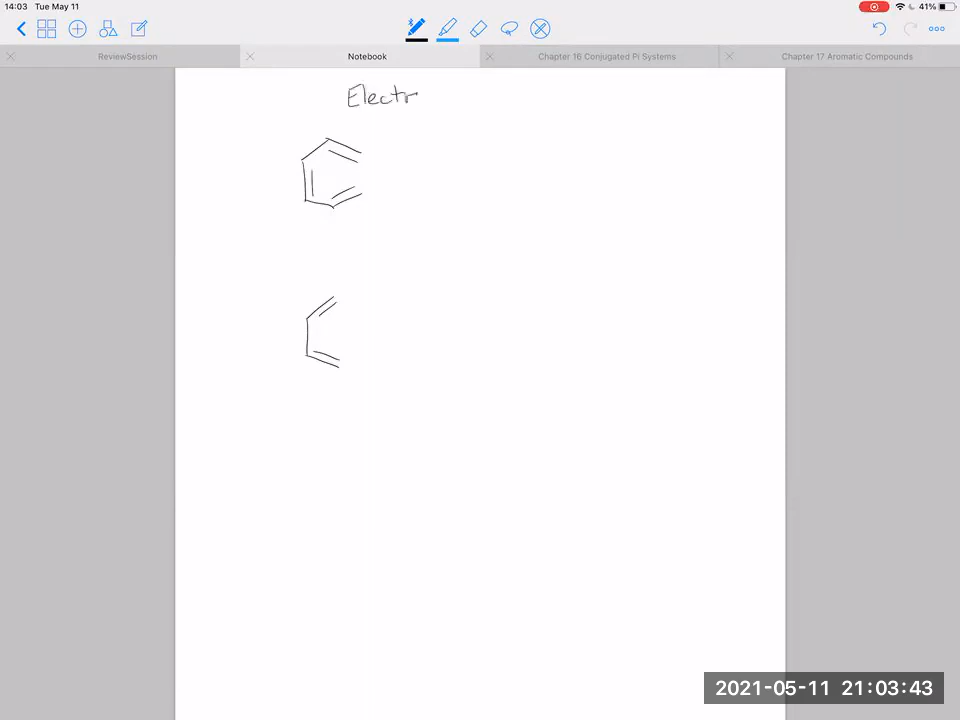 14:03 Tue May 11
41%
ReviewSession
Notebook
Chapter 16 Conjugated Pi Systems
Chapter 17 Aromatic Compounds
Electr
2021-05-11 21:03:43